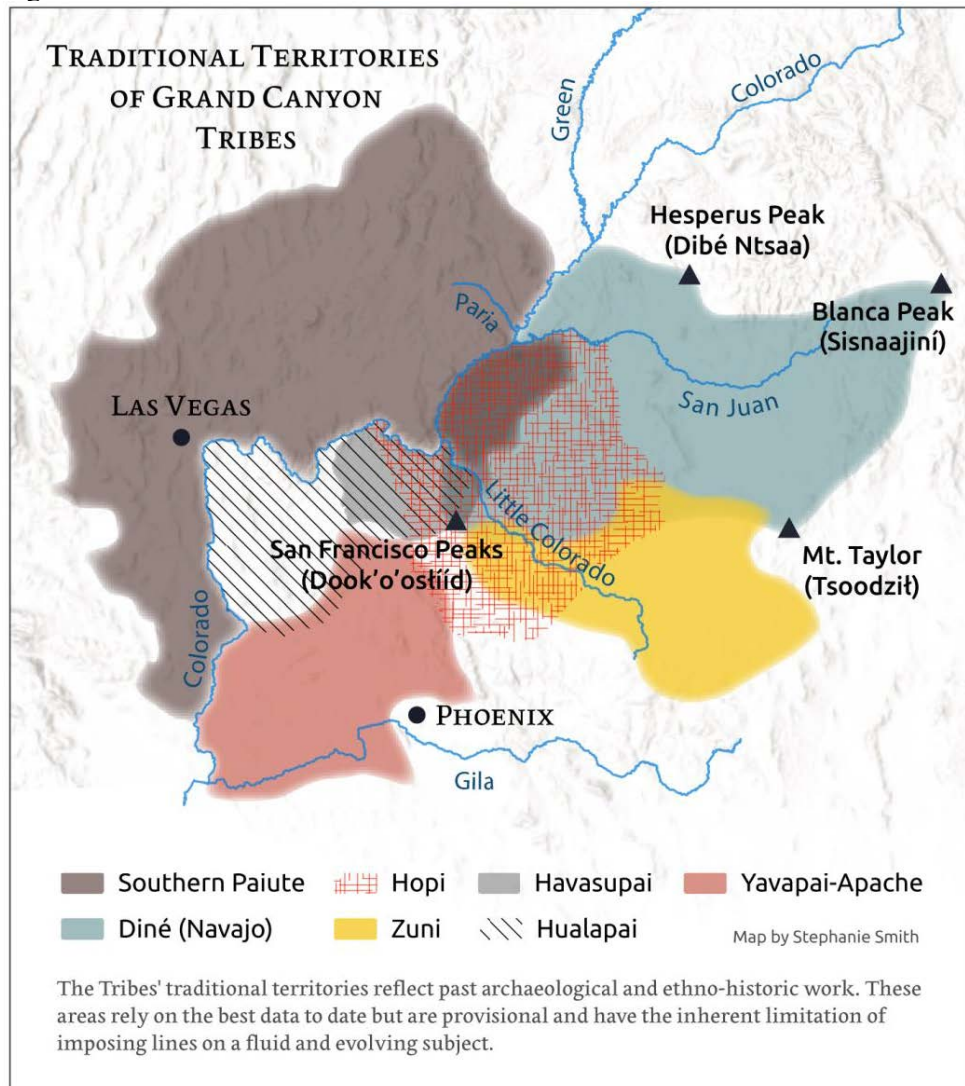 TRADITIONAL TERRITORIES
OF GRAND CANYON
TRIBES
Green
Colorado
Hesperus Peak
(Dibé Ntsaa)
Blanca Peak
(Sisnaajiní)
Paria
San Juan
LAS VEGAS
Little Colorado
San Francisco Peaks
(Dook'o'osłííd)
Mt. Taylor
(Tsoodził)
Colorado
PHOENIX
Gila
Southern Paiute
Hopi
Havasupai
Yavapai-Apache
Diné (Navajo)
Zuni
Hualapai
Map by Stephanie Smith
The Tribes' traditional territories reflect past archaeological and ethno-historic work. These
areas rely on the best data to date but are provisional and have the inherent limitation of
imposing lines on a fluid and evolving subject.